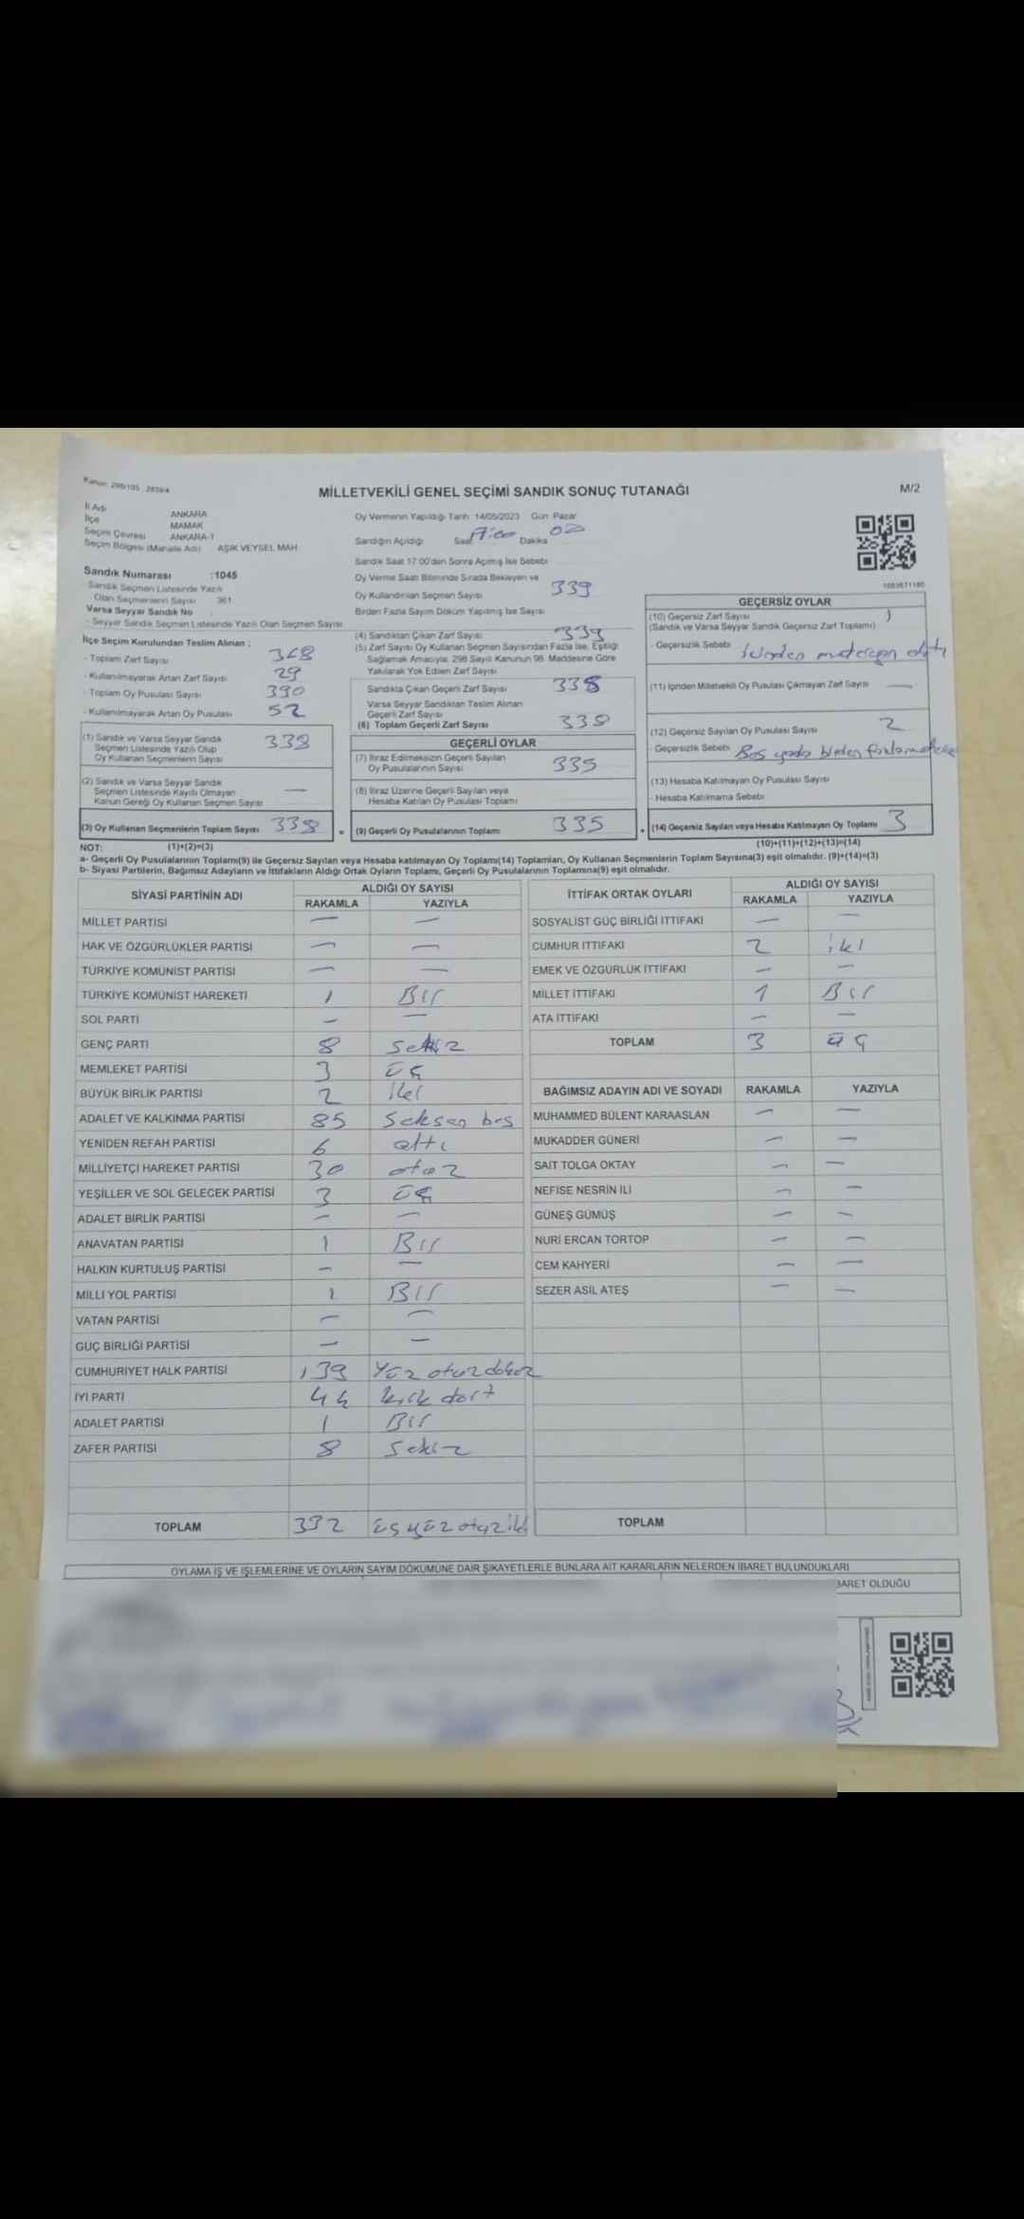 Kanun: 298/105 , 2839/4
MİLLETVEKİLİ GENEL SEÇİMİ SANDIK SONUÇ TUTANAĞI
M/2
İl Adı ANKARA
İlçe MAMAK
Seçim Çevresi ANKARA-1
Seçim Bölgesi (Mahalle Adı) AŞIK VEYSEL MAH
Oy Vermenin Yapıldığı Tarih 14/05/2023 Gün Pazar
Sandığın Açıldığı Saat 17:00 Dakika 00
Sandık Saat 17:00'den Sonra Açılmış İse Sebebi
Oy Verme Saati Bitiminde Sırada Bekleyen ve
Oy Kullandırılan Seçmen Sayısı 339
Birden Fazla Sayım Döküm Yapılmış İse Sayısı
Sandık Numarası :1045
Sandık Seçmen Listesinde Yazılı
Olan Seçmenlerin Sayısı : 361
Varsa Seyyar Sandık No
- Seyyar Sandık Seçmen Listesinde Yazılı Olan Seçmen Sayısı
İlçe Seçim Kurulundan Teslim Alınan ;
- Toplam Zarf Sayısı 368
- Kullanılmayarak Artan Zarf Sayısı 29
- Toplam Oy Pusulası Sayısı 390
- Kullanılmayarak Artan Oy Pusulası 52
(1) Sandık ve Varsa Seyyar Sandık
Seçmen Listesinde Yazılı Olup
Oy Kullanan Seçmenlerin Sayısı 338
(2) Sandık ve Varsa Seyyar Sandık
Seçmen Listesinde Kayıtlı Olmayan
Kanun Gereği Oy Kullanan Seçmen Sayısı —
(3) Oy Kullanan Seçmenlerin Toplam Sayısı 338
(4) Sandıktan Çıkan Zarf Sayısı 339
(5) Zarf Sayısı Oy Kullanan Seçmen Sayısından Fazla İse, Eşitliği
Sağlamak Amacıyla, 298 Sayılı Kanunun 98. Maddesine Göre
Yakılarak Yok Edilen Zarf Sayısı
Sandıkta Çıkan Geçerli Zarf Sayısı 338
Varsa Seyyar Sandıktan Teslim Alınan
Geçerli Zarf Sayısı
(6) Toplam Geçerli Zarf Sayısı 338
GEÇERLİ OYLAR
(7) İtiraz Edilmeksizin Geçerli Sayılan
Oy Pusulalarının Sayısı 335
(8) İtiraz Üzerine Geçerli Sayılan veya
Hesaba Katılan Oy Pusulası Toplamı
= (9) Geçerli Oy Pusulalarının Toplamı 335
GEÇERSİZ OYLAR
(10) Geçersiz Zarf Sayısı 1
(Sandık ve Varsa Seyyar Sandık Geçersiz Zarf Toplamı)
- Geçersizlik Sebebi
(11) İçinden Milletvekili Oy Pusulası Çıkmayan Zarf Sayısı —
(12) Geçersiz Sayılan Oy Pusulası Sayısı 2
- Geçersizlik Sebebi Boş yada birden fazla
(13) Hesaba Katılmayan Oy Pusulası Sayısı
- Hesaba Katılmama Sebebi
+ (14) Geçersiz Sayılan veya Hesaba Katılmayan Oy Toplamı 3
NOT: (1)+(2)=(3)
(10)+(11)+(12)+(13)=(14)
a- Geçerli Oy Pusulalarının Toplamı(9) ile Geçersiz Sayılan veya Hesaba katılmayan Oy Toplamı(14) Toplamları, Oy Kullanan Seçmenlerin Toplam Sayısına(3) eşit olmalıdır. (9)+(14)=(3)
b- Siyasi Partilerin, Bağımsız Adayların ve İttifakların Aldığı Ortak Oyların Toplamı, Geçerli Oy Pusulalarının Toplamına(9) eşit olmalıdır.
SİYASİ PARTİNİN ADI ALDIĞI OY SAYISI
RAKAMLA YAZIYLA
MİLLET PARTİSİ — —
HAK VE ÖZGÜRLÜKLER PARTİSİ — —
TÜRKİYE KOMÜNİST PARTİSİ — —
TÜRKİYE KOMÜNİST HAREKETİ 1 Bir
SOL PARTİ — —
GENÇ PARTİ 8 Sekiz
MEMLEKET PARTİSİ 3 üç
BÜYÜK BİRLİK PARTİSİ 2 iki
ADALET VE KALKINMA PARTİSİ 85 Seksen beş
YENİDEN REFAH PARTİSİ 6 altı
MİLLİYETÇİ HAREKET PARTİSİ 30 otuz
YEŞİLLER VE SOL GELECEK PARTİSİ 3 üç
ADALET BİRLİK PARTİSİ — —
ANAVATAN PARTİSİ 1 Bir
HALKIN KURTULUŞ PARTİSİ — —
MİLLİ YOL PARTİSİ 1 Bir
VATAN PARTİSİ — —
GÜÇ BİRLİĞİ PARTİSİ — —
CUMHURİYET HALK PARTİSİ 139 Yüz otuz dokuz
İYİ PARTİ 44 kırk dört
ADALET PARTİSİ 1 Bir
ZAFER PARTİSİ 8 Sekiz
TOPLAM 332 üç yüz otuz iki
İTTİFAK ORTAK OYLARI ALDIĞI OY SAYISI
RAKAMLA YAZIYLA
SOSYALİST GÜÇ BİRLİĞİ İTTİFAKI — —
CUMHUR İTTİFAKI 2 iki
EMEK VE ÖZGÜRLÜK İTTİFAKI — —
MİLLET İTTİFAKI 1 Bir
ATA İTTİFAKI — —
TOPLAM 3 üç
BAĞIMSIZ ADAYIN ADI VE SOYADI RAKAMLA YAZIYLA
MUHAMMED BÜLENT KARAASLAN — —
MUKADDER GÜNERİ — —
SAİT TOLGA OKTAY — —
NEFİSE NESRİN İLİ — —
GÜNEŞ GÜMÜŞ — —
NURİ ERCAN TORTOP — —
CEM KAHYERİ — —
SEZER ASİL ATEŞ — —
TOPLAM
OYLAMA İŞ VE İŞLEMLERİNE VE OYLARIN SAYIM DÖKÜMÜNE DAİR ŞİKAYETLERLE BUNLARA AİT KARARLARIN NELERDEN İBARET BULUNDUKLARI
İBARET OLDUĞU